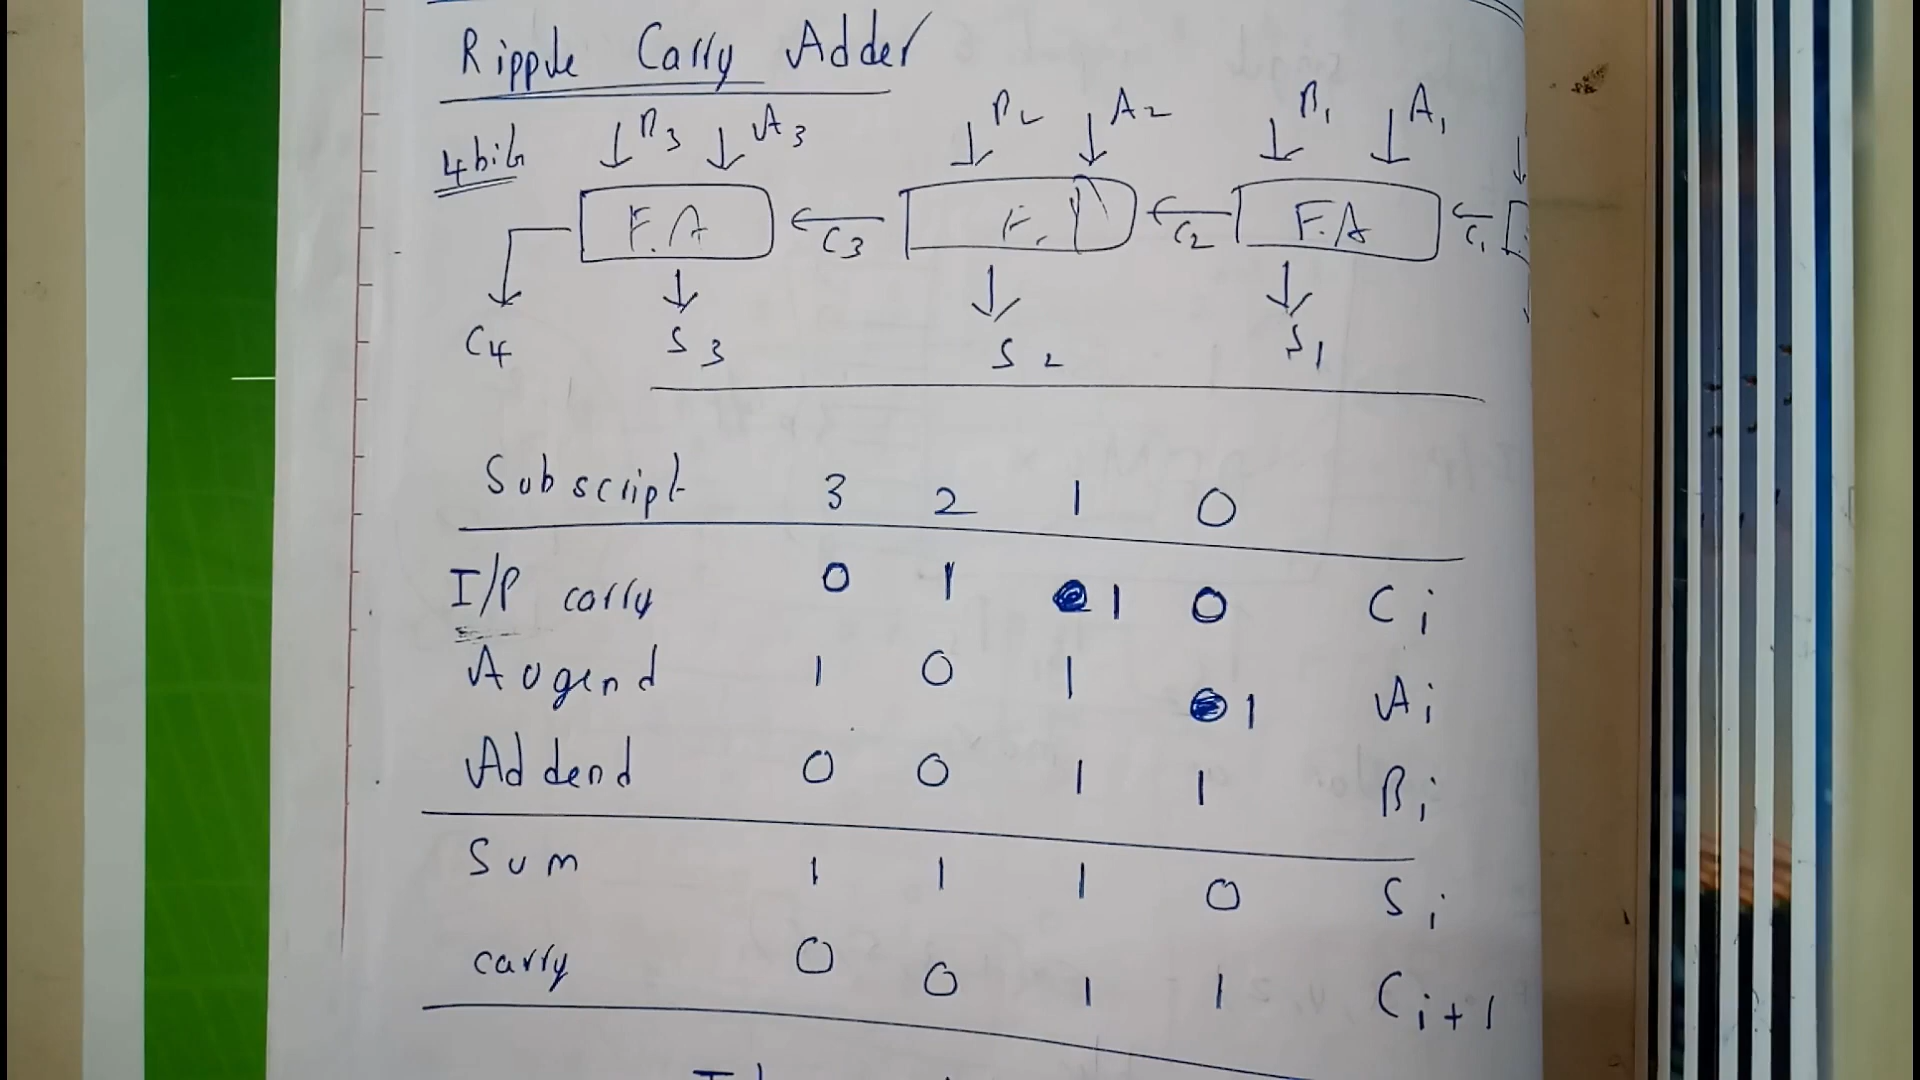 Ripple Carry Adder
4 bit B3 A3 B2 A2 B1 A1
F.A C3 F. C2 F.A C1
C4 S3 S2 S1
Subscript 3 2 1 0
I/P carry 0 1 1 0 Ci
Augend 1 0 1 1 Ai
Addend 0 0 1 1 Bi
Sum 1 1 1 0 Si
carry 0 0 1 1 Ci+1